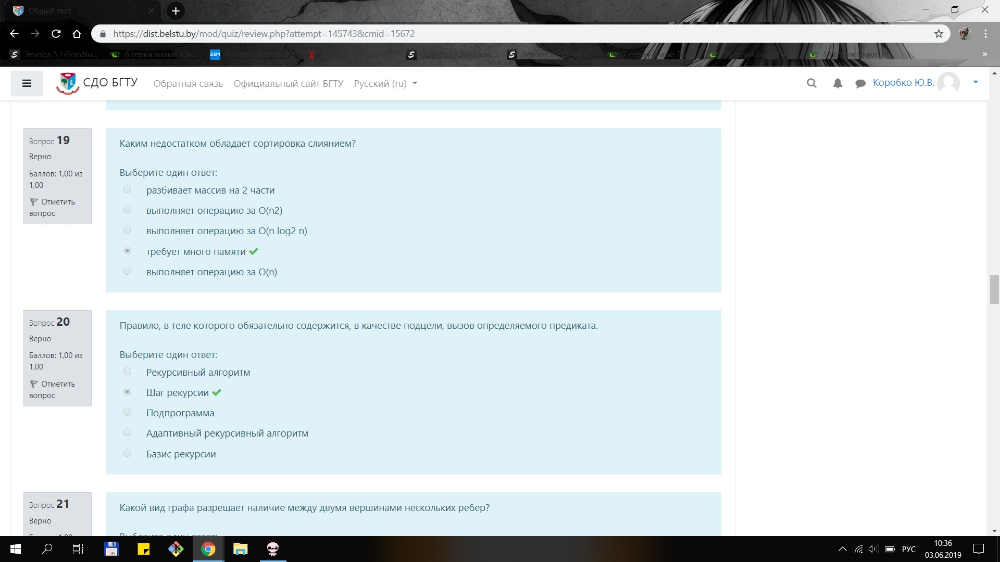 Общий тест
https://dist.belstu.by/mod/quiz/review.php?attempt=145743&cmid=15672
Эпизод 5 / Granblu...
6 серия аниме Юн...
diskstation.belstu.by
7 серия аниме
10 серия аниме
12 серия аниме М...
СДО БГТУ
Обратная связь
Официальный сайт БГТУ
Русский (ru)
Коробко Ю.В.
Вопрос 19
Верно
Баллов: 1,00 из
1,00
Отметить
вопрос
Каким недостатком обладает сортировка слиянием?
Выберите один ответ:
разбивает массив на 2 части
выполняет операцию за O(n2)
выполняет операцию за O(n log2 n)
требует много памяти
выполняет операцию за O(n)
Вопрос 20
Верно
Баллов: 1,00 из
1,00
Отметить
вопрос
Правило, в теле которого обязательно содержится, в качестве подцели, вызов определяемого предиката.
Выберите один ответ:
Рекурсивный алгоритм
Шаг рекурсии
Подпрограмма
Адаптивный рекурсивный алгоритм
Базис рекурсии
Вопрос 21
Верно
Какой вид графа разрешает наличие между двумя вершинами нескольких ребер?
Выберите один ответ:
РУС
10:36
03.06.2019